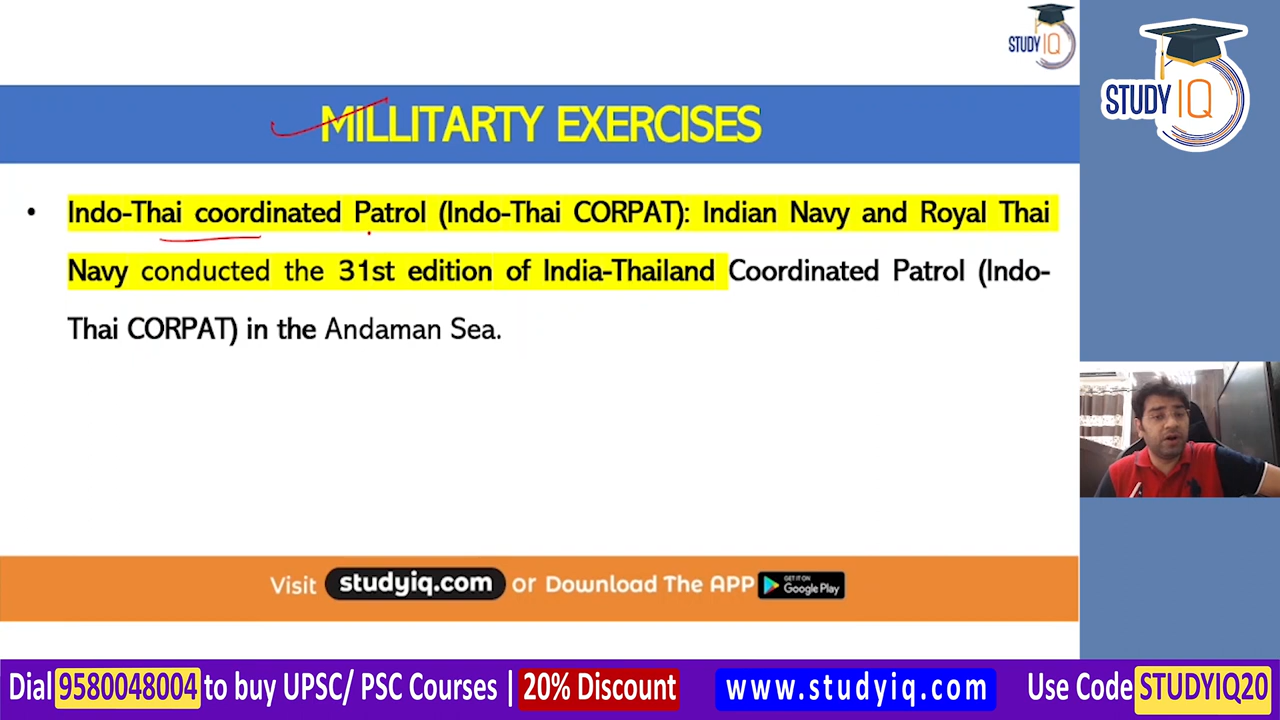 STUDY IQ
STUDY IQ
MILLITARTY EXERCISES
• Indo-Thai coordinated Patrol (Indo-Thai CORPAT): Indian Navy and Royal Thai
Navy conducted the 31st edition of India-Thailand Coordinated Patrol (Indo-
Thai CORPAT) in the Andaman Sea.
Visit studyiq.com or Download The APP GET IT ON Google Play
Dial 9580048004 to buy UPSC/ PSC Courses | 20% Discount www.studyiq.com Use Code STUDYIQ20